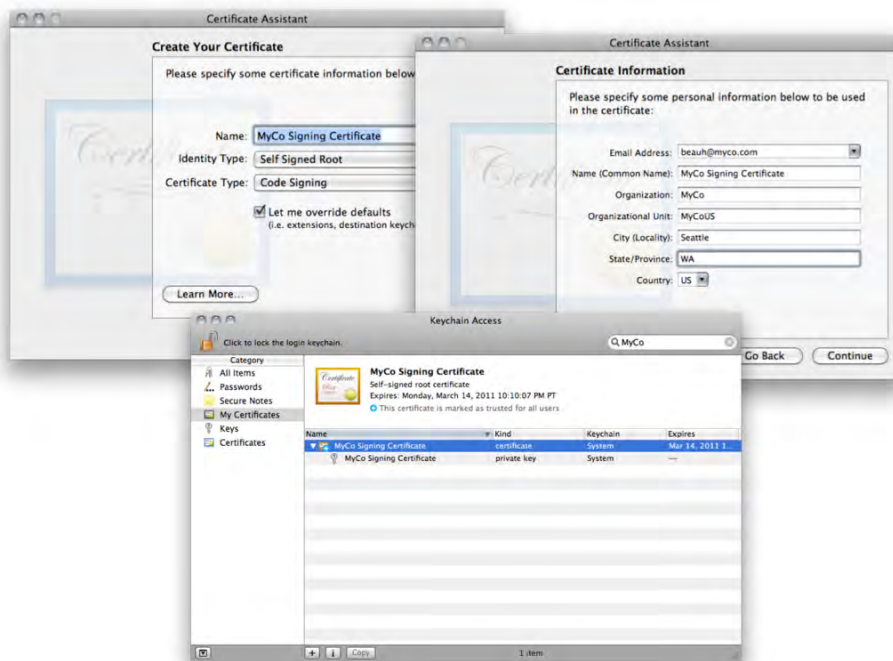 Certificate Assistant
Create Your Certificate
Please specify some certificate information below
Name: MyCo Signing Certificate
Identity Type: Self Signed Root
Certificate Type: Code Signing
Let me override defaults
(i.e. extensions, destination keych
Learn More...
Certificate Assistant
Certificate Information
Please specify some personal information below to be used
in the certificate:
Email Address: beauh@myco.com
Name (Common Name): MyCo Signing Certificate
Organization: MyCo
Organizational Unit: MyCoUS
City (Locality): Seattle
State/Province: WA
Country: US
Go Back Continue
Keychain Access
Click to lock the login keychain.
MyCo
Category
All Items
Passwords
Secure Notes
My Certificates
Keys
Certificates
Certificate
Root
MyCo Signing Certificate
Self-signed root certificate
Expires: Monday, March 14, 2011 10:10:07 PM PT
This certificate is marked as trusted for all users
Name Kind Keychain Expires
MyCo Signing Certificate certificate System Mar 14, 2011 1...
MyCo Signing Certificate private key System --
Copy
1 item